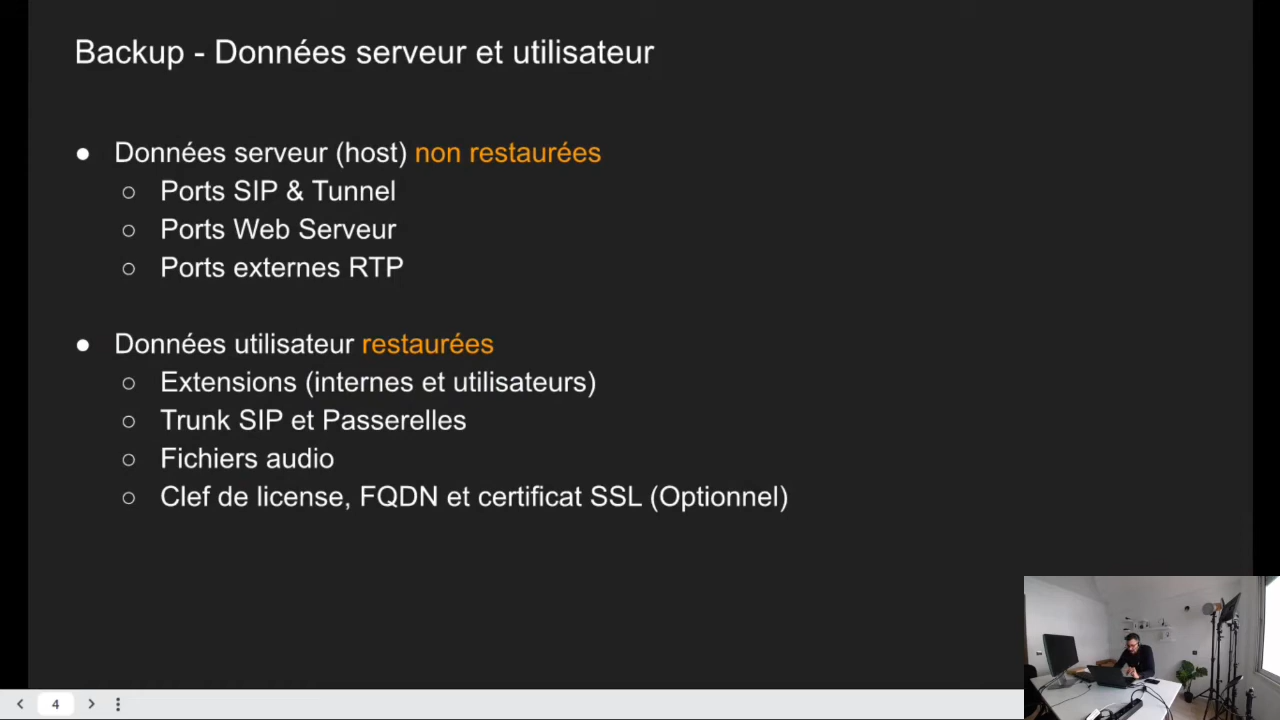 Backup - Données serveur et utilisateur
● Données serveur (host) non restaurées
○ Ports SIP & Tunnel
○ Ports Web Serveur
○ Ports externes RTP
● Données utilisateur restaurées
○ Extensions (internes et utilisateurs)
○ Trunk SIP et Passerelles
○ Fichiers audio
○ Clef de license, FQDN et certificat SSL (Optionnel)
4